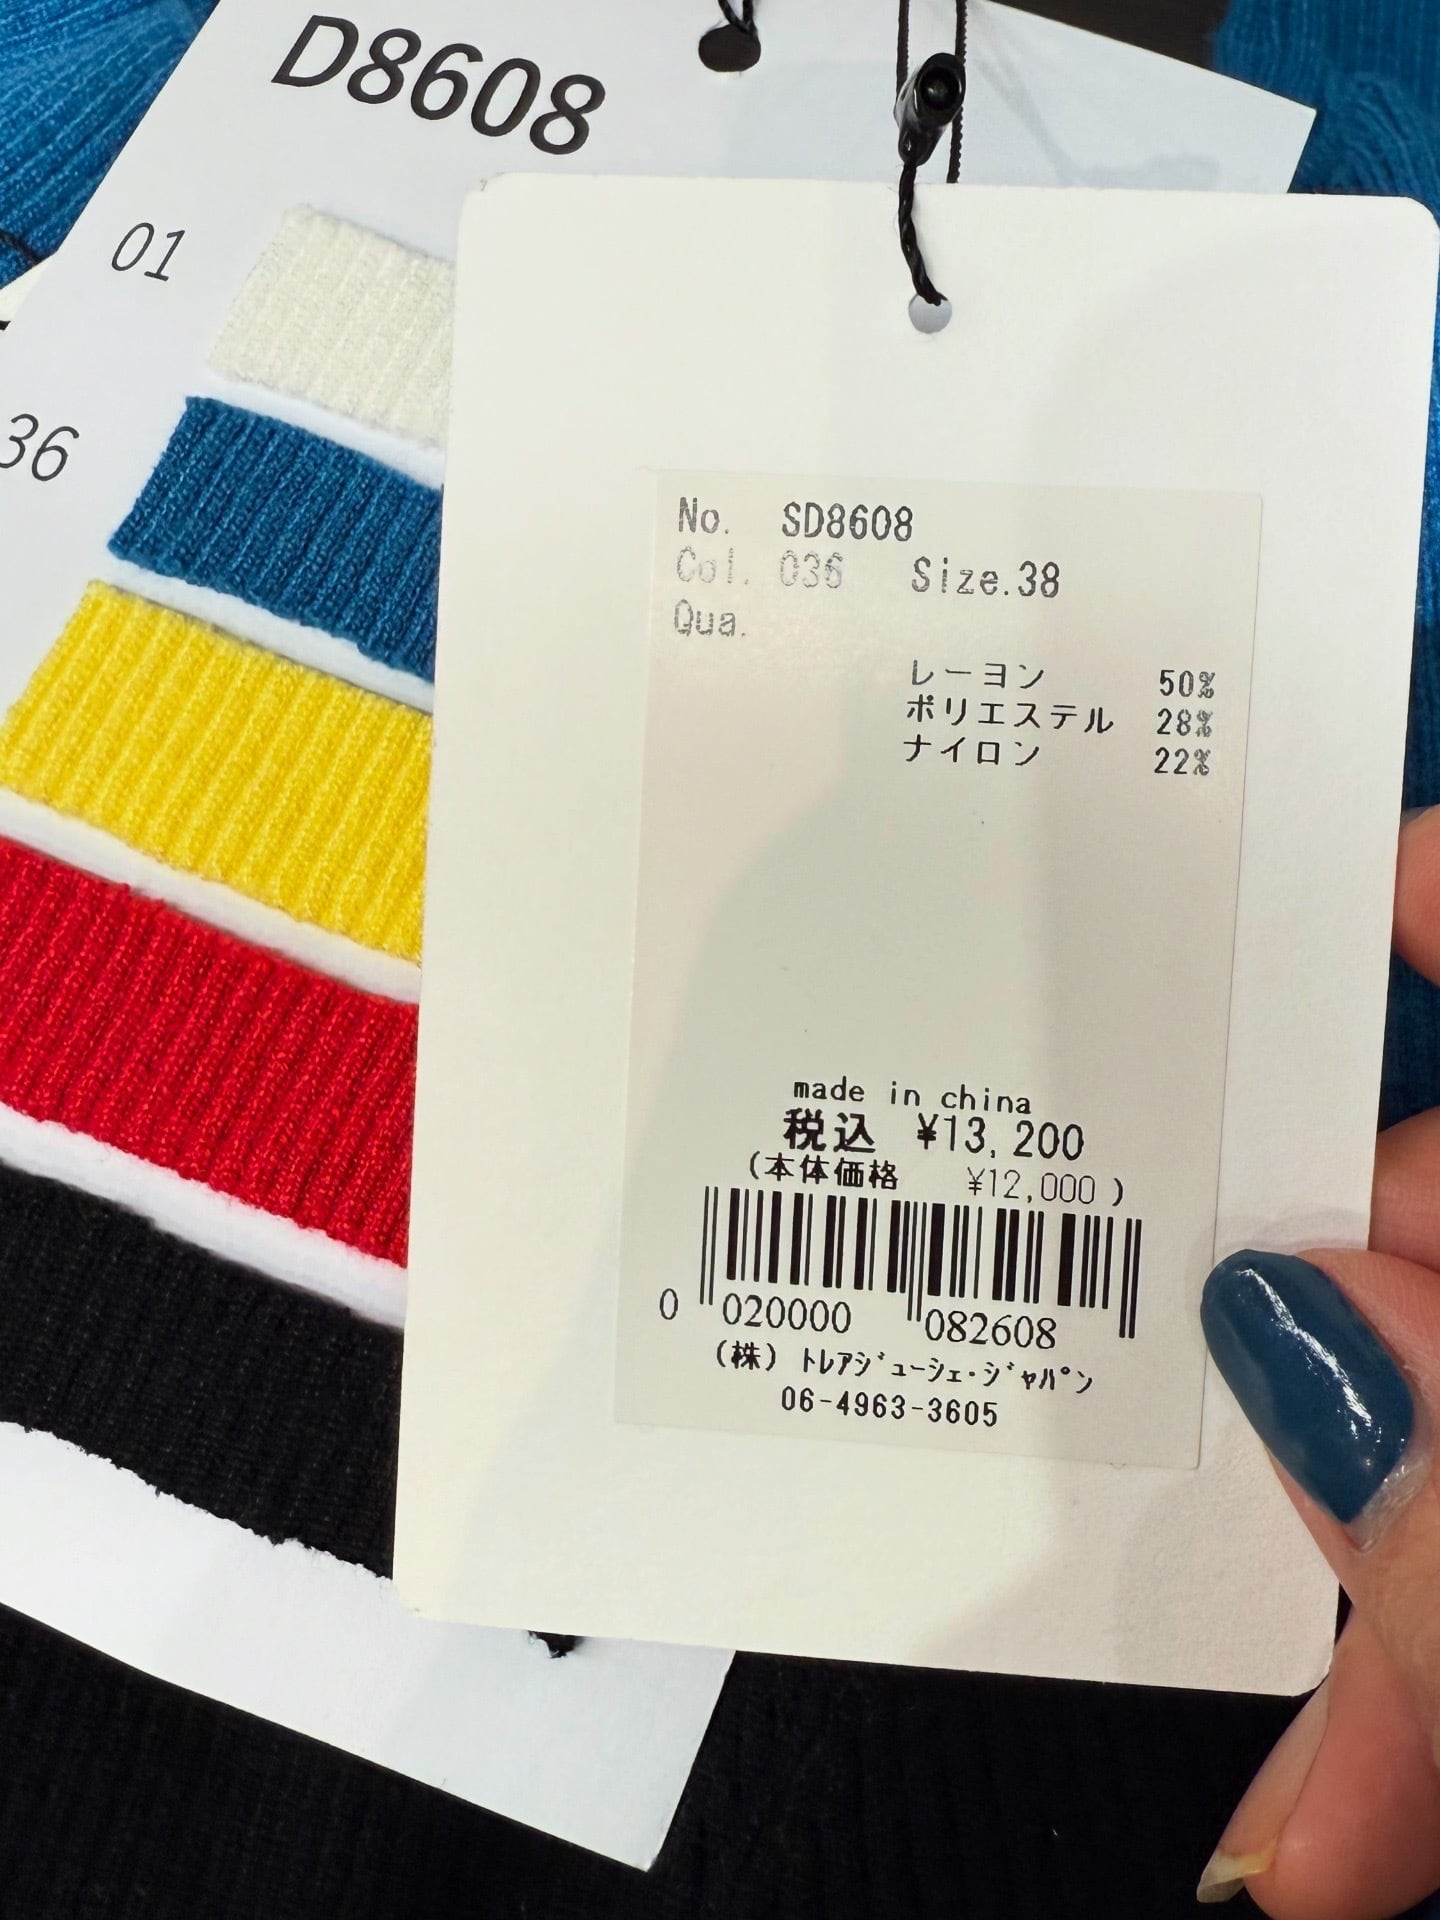 D8608
01
36
No. SD8608
Col. 036 Size.38
Qua.
レーヨン 50%
ポリエステル 28%
ナイロン 22%
made in china
税込 ¥13,200
(本体価格 ¥12,000)
0 020000 082608
(株)ﾄﾚｱｼﾞｭｰｼｪ･ｼﾞｬﾊﾟﾝ
06-4963-3605